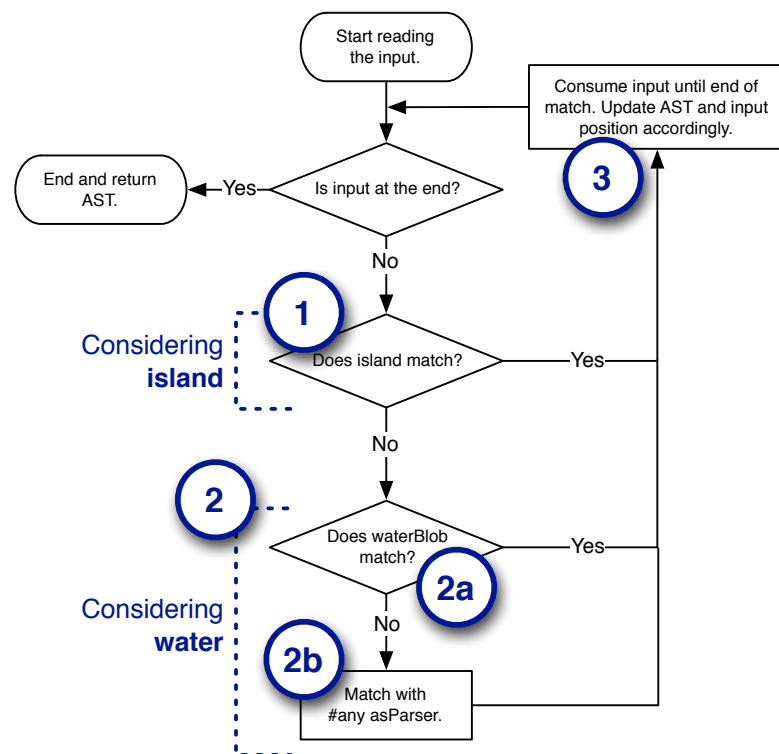 Start reading
the input.
Consume input until end of
match. Update AST and input
position accordingly.
3
End and return
AST.
Yes
Is input at the end?
No
1
Considering
island
Does island match?
Yes
No
2
Does waterBlob
match?
Yes
2a
Considering
water
No
2b
Match with
#any asParser.